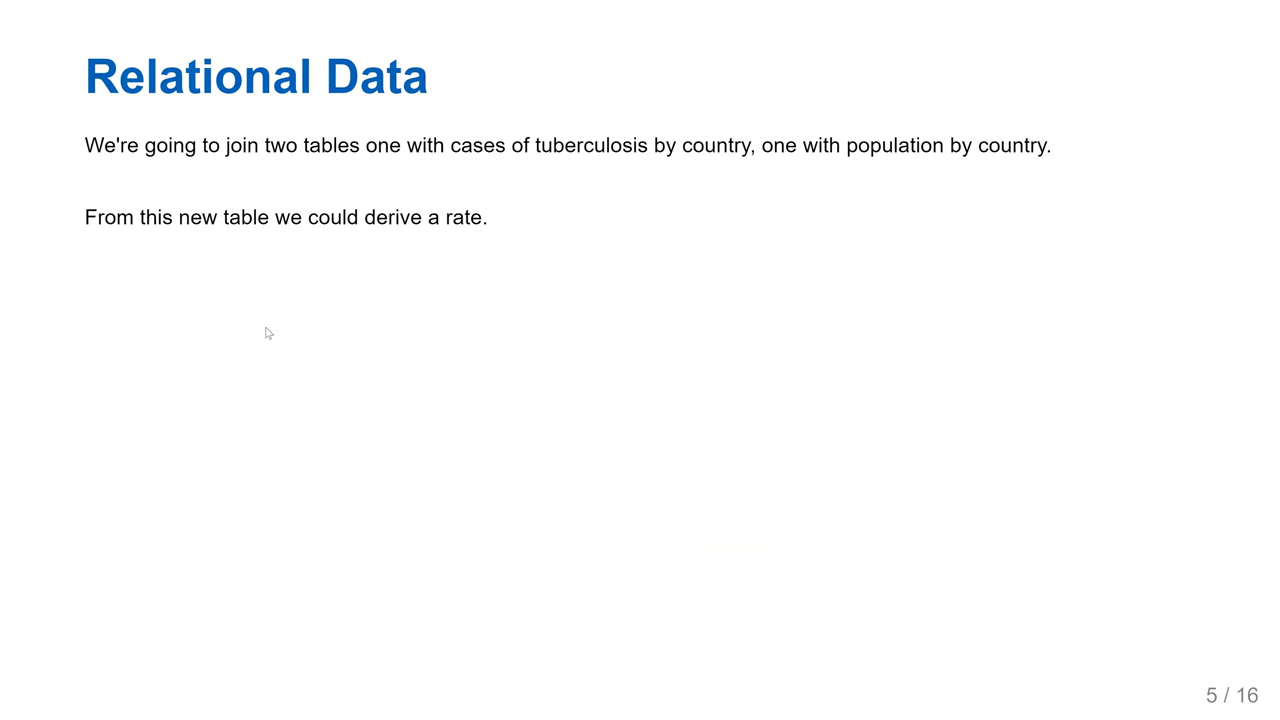 Relational Data
We're going to join two tables one with cases of tuberculosis by country, one with population by country.
From this new table we could derive a rate.
5 / 16